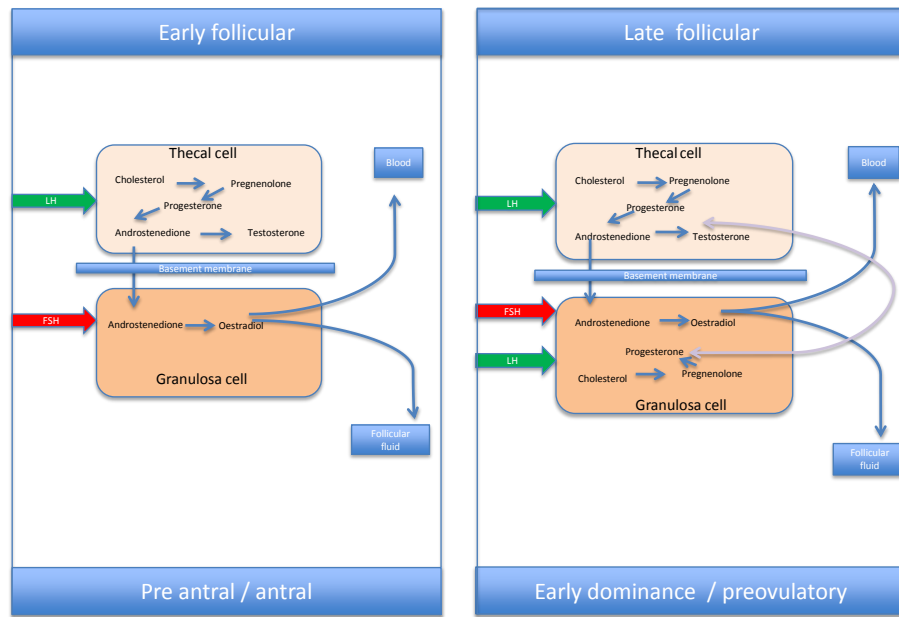 Early follicular
Thecal cell
Cholesterol
Pregnenolone
Progesterone
Androstenedione
Testosterone
LH
Blood
Basement membrane
FSH
Androstenedione
Oestradiol
Granulosa cell
Follicular
fluid
Pre antral / antral
Late follicular
Thecal cell
Cholesterol
Pregnenolone
Progesterone
Androstenedione
Testosterone
LH
Blood
Basement membrane
FSH
Androstenedione
Oestradiol
Progesterone
LH
Cholesterol
Pregnenolone
Granulosa cell
Follicular
fluid
Early dominance / preovulatory